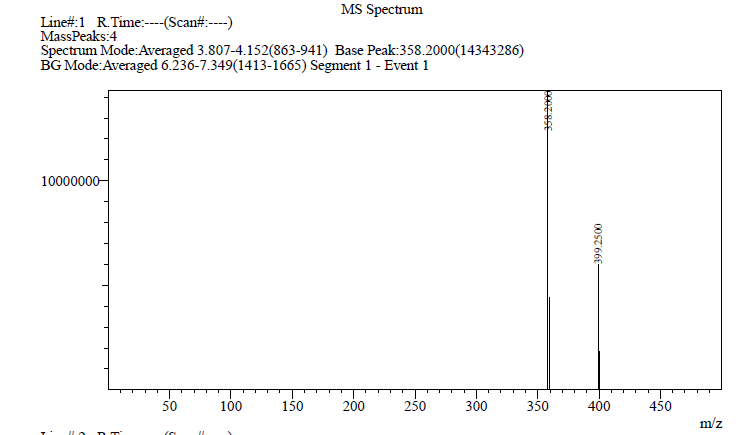 MS Spectrum
Line#:1 R.Time:----(Scan#:----)
MassPeaks:4
Spectrum Mode:Averaged 3.807-4.152(863-941) Base Peak:358.2000(14343286)
BG Mode:Averaged 6.236-7.349(1413-1665) Segment 1 - Event 1
358.2000
10000000
399.2500
50 100 150 200 250 300 350 400 450
m/z